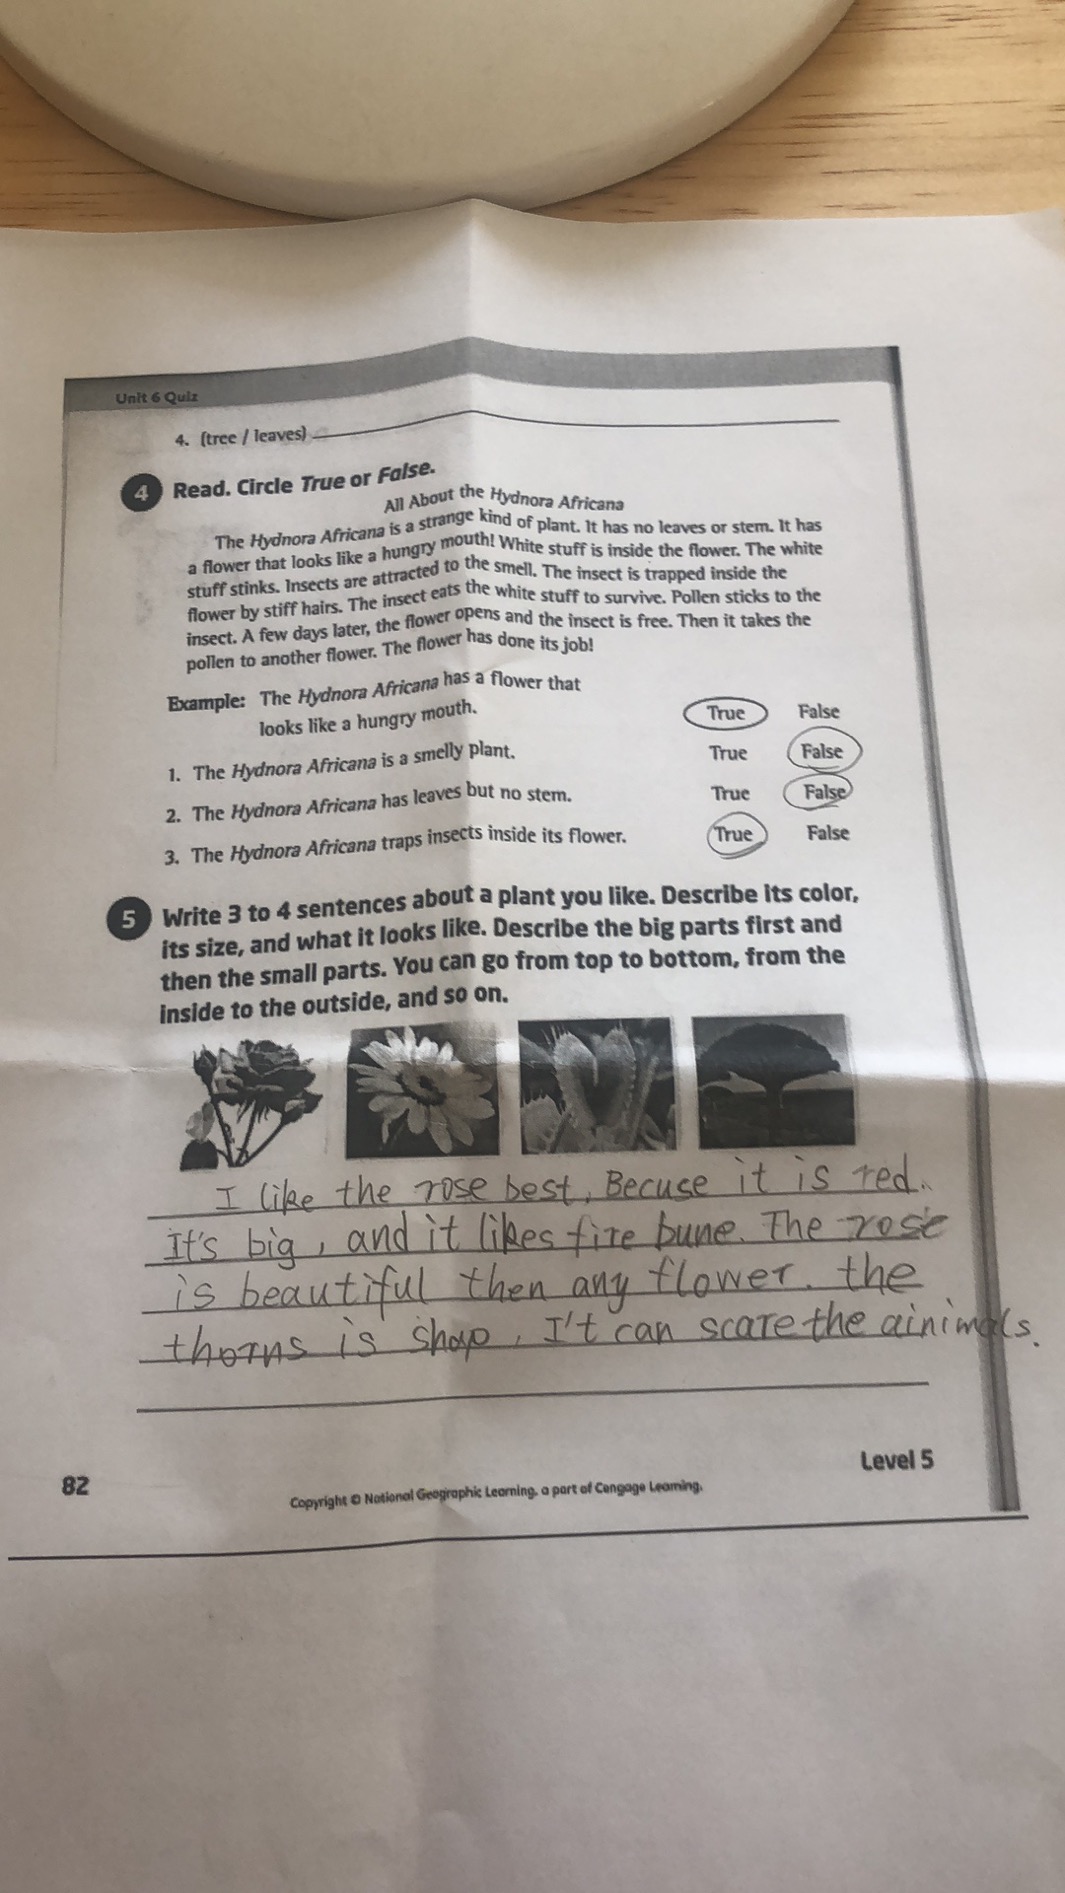 Unit 6 Quiz
4. (tree / leaves)
4 Read. Circle True or False.
All About the Hydnora Africana
The Hydnora Africana is a strange kind of plant. It has no leaves or stem. It has
a flower that looks like a hungry mouth! White stuff is inside the flower. The white
stuff stinks. Insects are attracted to the smell. The insect is trapped inside the
flower by stiff hairs. The insect eats the white stuff to survive. Pollen sticks to the
insect. A few days later, the flower opens and the insect is free. Then it takes the
pollen to another flower. The flower has done its job!
Example: The Hydnora Africana has a flower that
looks like a hungry mouth. True False
1. The Hydnora Africana is a smelly plant. True False
2. The Hydnora Africana has leaves but no stem. True False
3. The Hydnora Africana traps insects inside its flower. True False
5 Write 3 to 4 sentences about a plant you like. Describe its color,
its size, and what it looks like. Describe the big parts first and
then the small parts. You can go from top to bottom, from the
inside to the outside, and so on.
I like the rose best, Becuse it is red.
It's big, and it likes fire bune. The rose
is beautiful then any flower. the
thorns is shap, I't can scare the ainimals.
Level 5
82
Copyright © National Geographic Learning, a part of Cengage Learning.